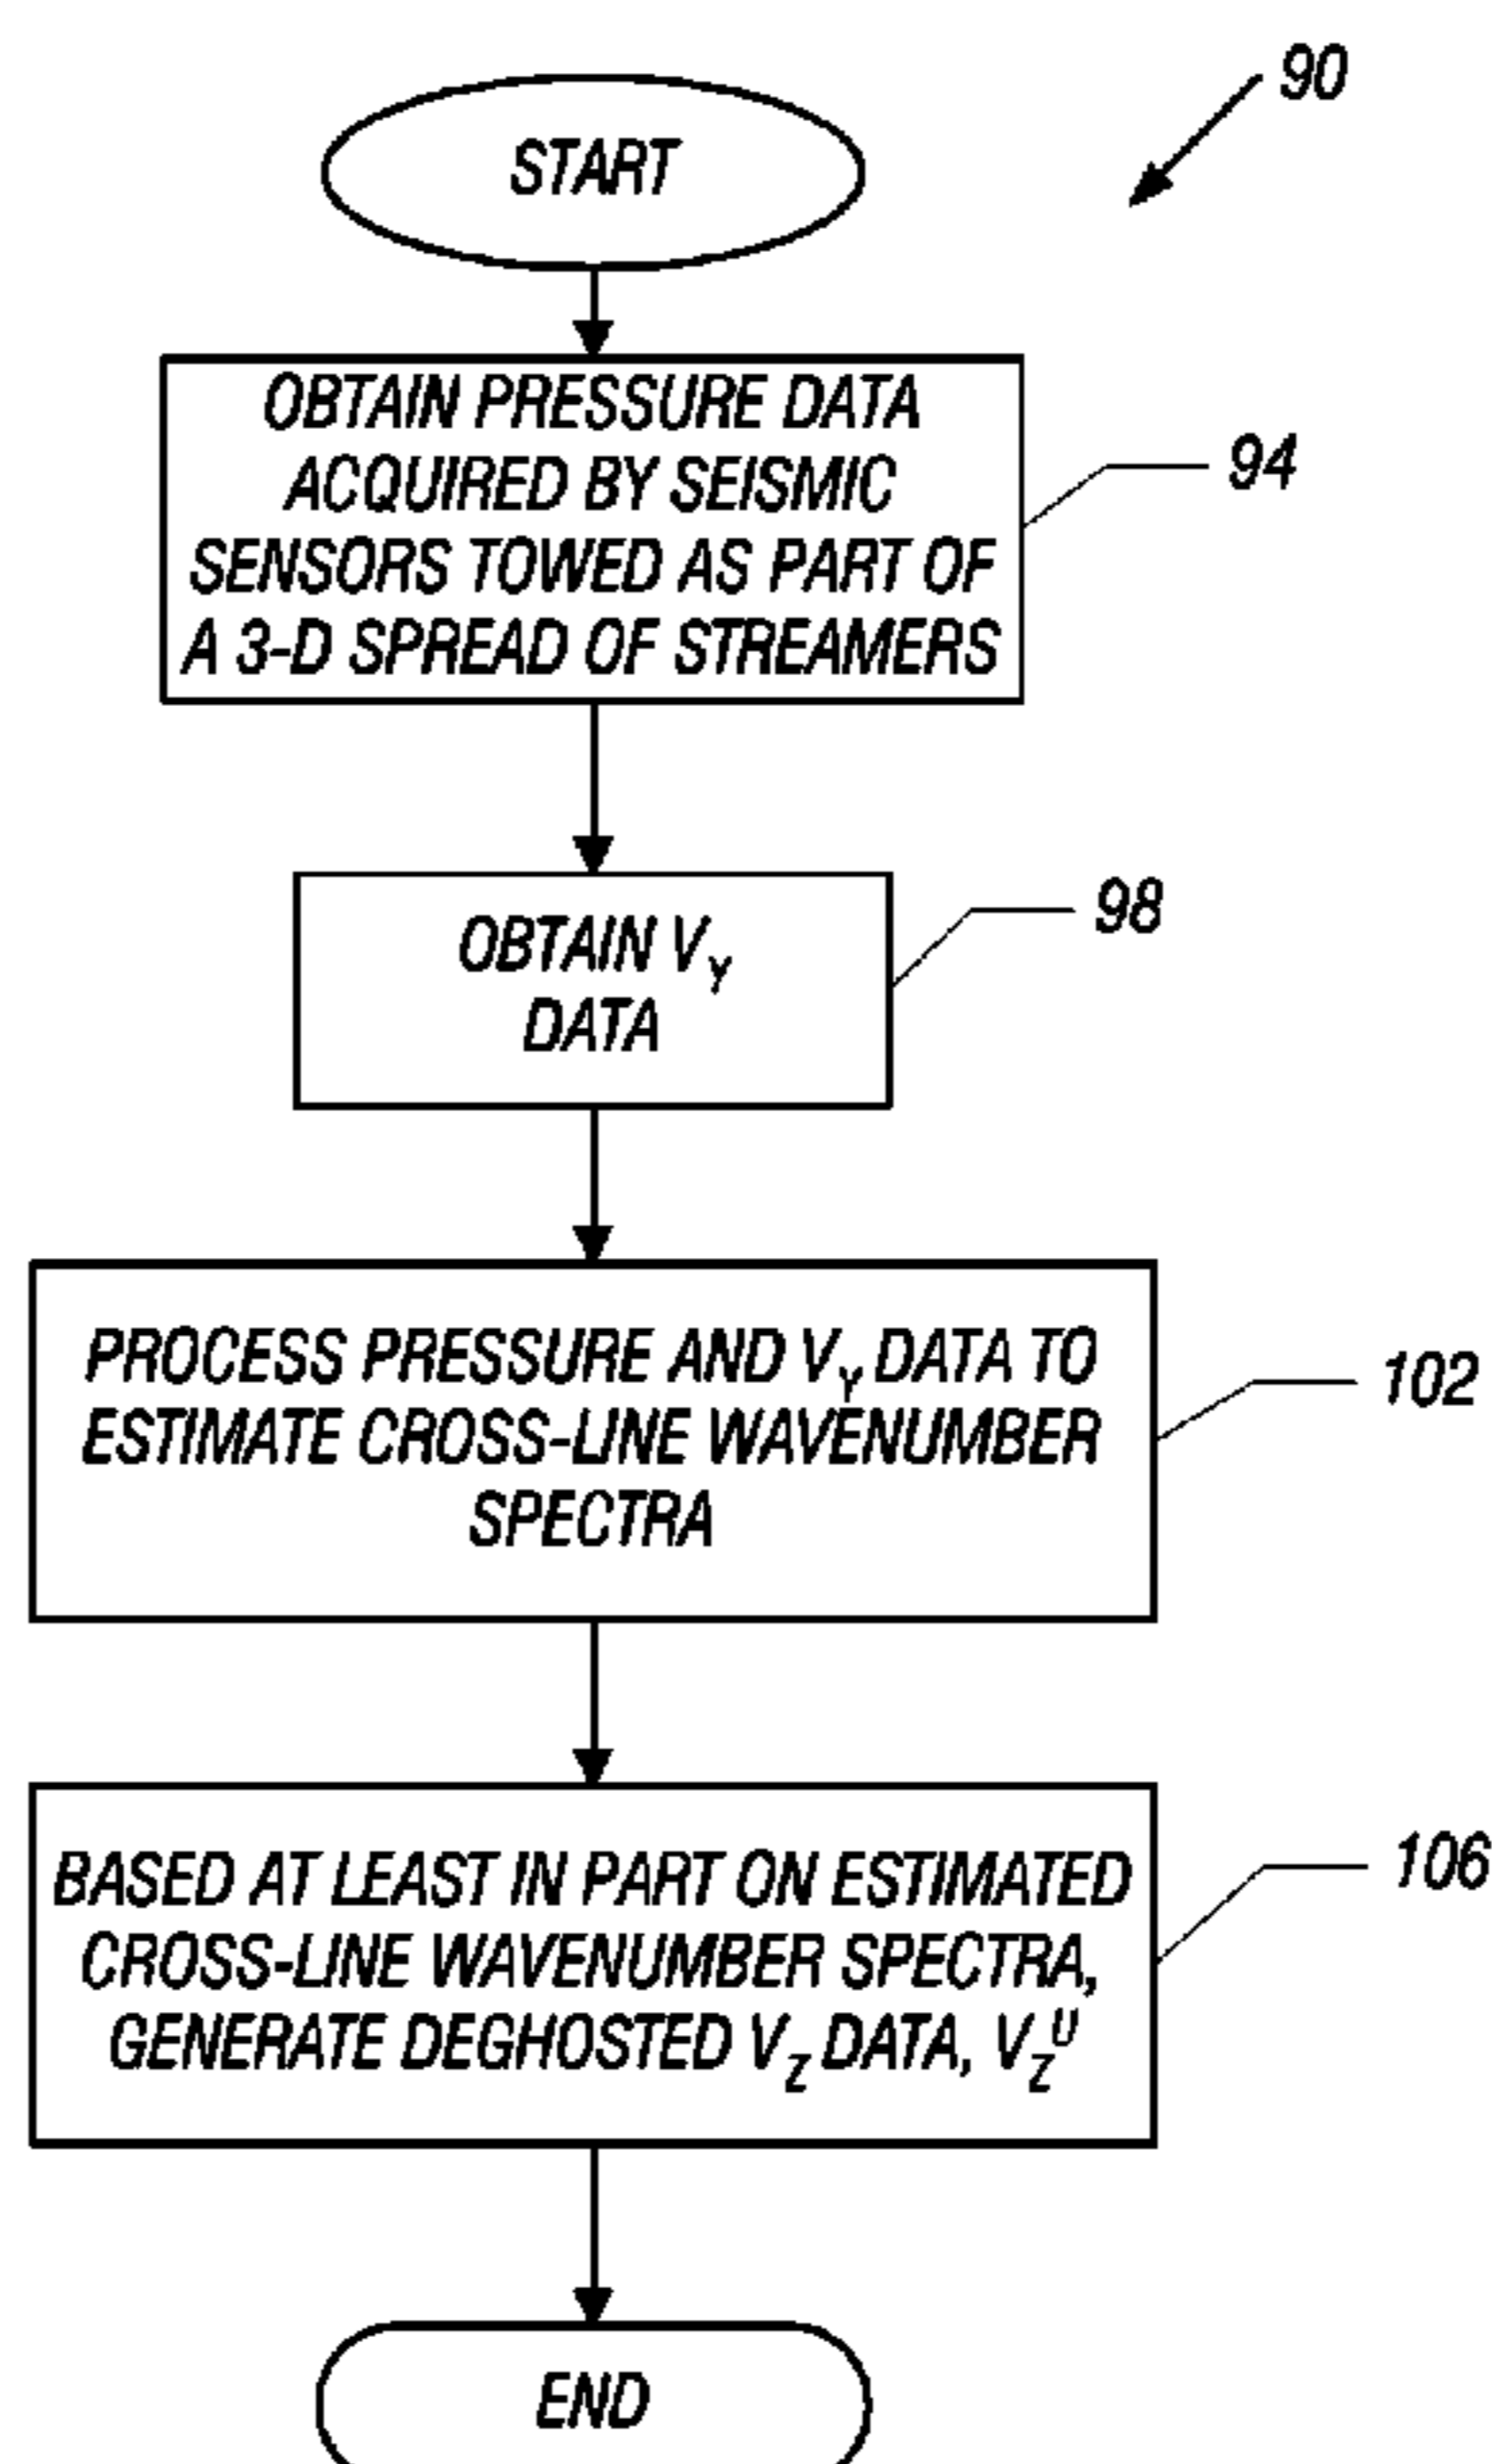 90
START
OBTAIN PRESSURE DATA
ACQUIRED BY SEISMIC
SENSORS TOWED AS PART OF
A 3-D SPREAD OF STREAMERS
94
OBTAIN V_Y
DATA
98
PROCESS PRESSURE AND V_Y DATA TO
ESTIMATE CROSS-LINE WAVENUMBER
SPECTRA
102
BASED AT LEAST IN PART ON ESTIMATED
CROSS-LINE WAVENUMBER SPECTRA,
GENERATE DEGHOSTED V_Z DATA, V_Z^U
106
END